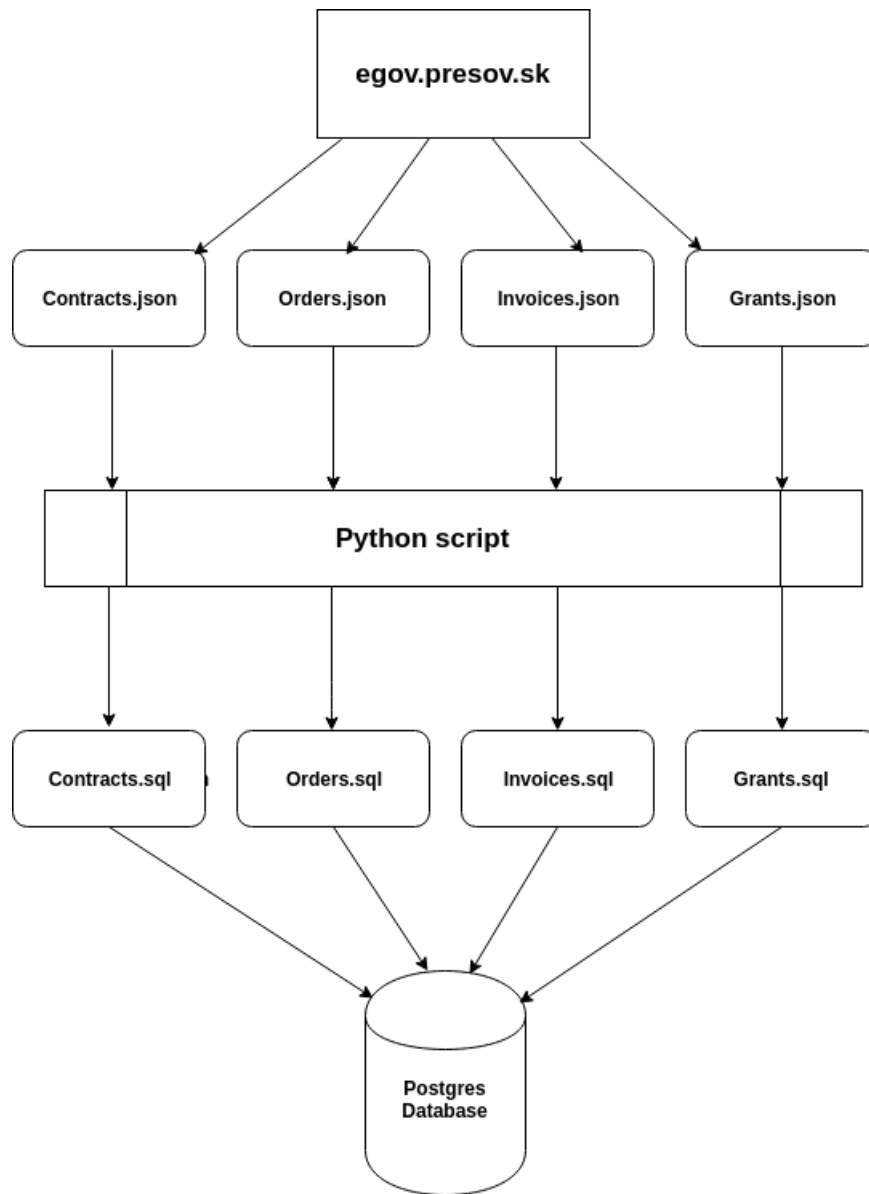 egov.presov.sk
Contracts.json
Orders.json
Invoices.json
Grants.json
Python script
Contracts.sql
Orders.sql
Invoices.sql
Grants.sql
Postgres
Database